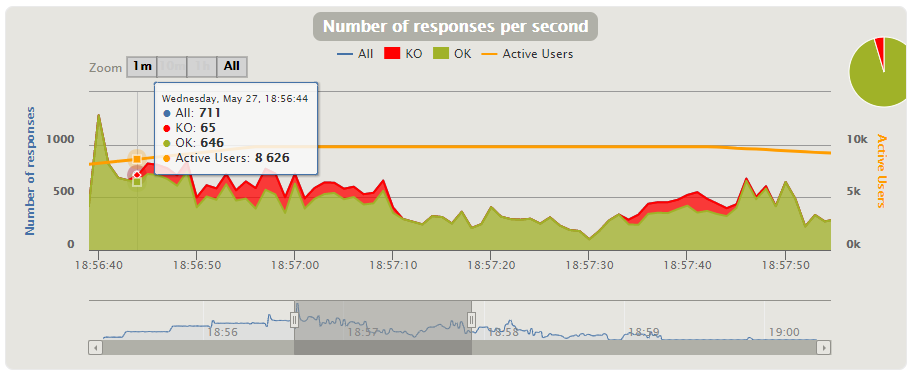 Number of responses per second
All KO OK Active Users
Zoom 1m 10m 1h All
Wednesday, May 27, 18:56:44
All: 711
KO: 65
OK: 646
Active Users: 8 626
Number of responses
1000
500
0
10k
5k
0k
Active Users
18:56:40 18:56:50 18:57:00 18:57:10 18:57:20 18:57:30 18:57:40 18:57:50
18:56 18:57 18:58 18:59 19:00